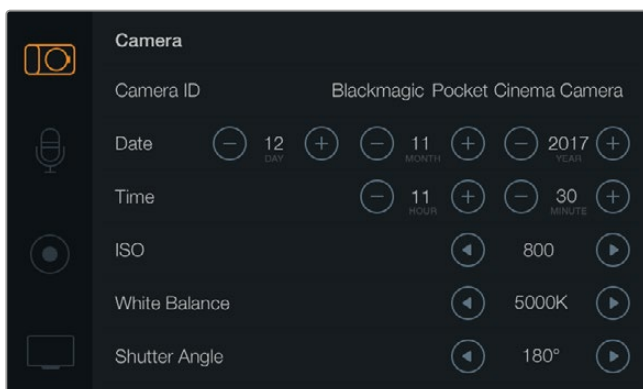 Camera
Camera ID Blackmagic Pocket Cinema Camera
Date 12 11 2017
DAY MONTH YEAR
Time 11 30
HOUR MINUTE
ISO 800
White Balance 5000K
Shutter Angle 180°